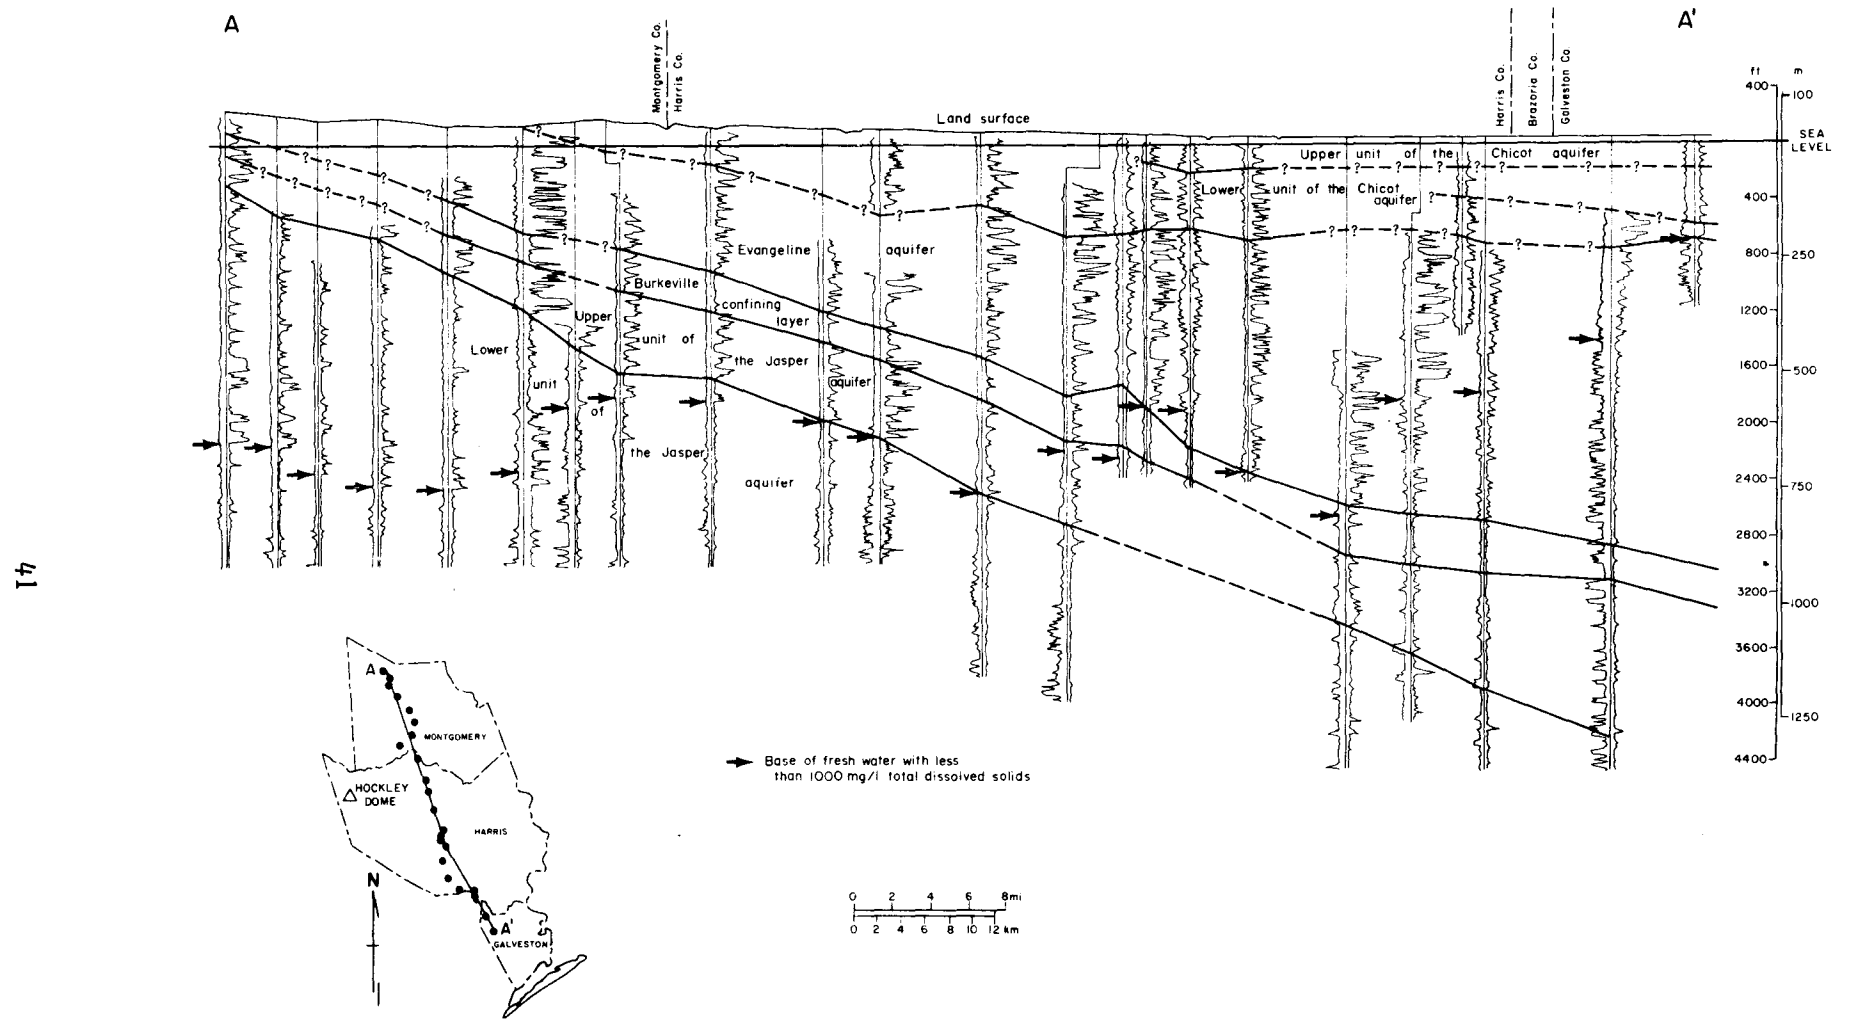 A
A'
Montgomery Co.
Harris Co.
Harris Co.
Brazoria Co.
Galveston Co.
ft
m
400
100
Land surface
SEA
LEVEL
Upper unit of the Chicot aquifer
Lower unit of the Chicot
aquifer
400
Evangeline aquifer
800
250
Burkeville
confining
layer
1200
Upper
unit of
the Jasper
aquifer
Lower
unit
of
the Jasper
aquifer
1600
500
2000
2400
750
2800
3200
1000
3600
4000
1250
4400
41
A
MONTGOMERY
HOCKLEY
DOME
HARRIS
N
A'
GALVESTON
Base of fresh water with less
than 1000 mg/l total dissolved solids
0 2 4 6 8 mi
0 2 4 6 8 10 12 km